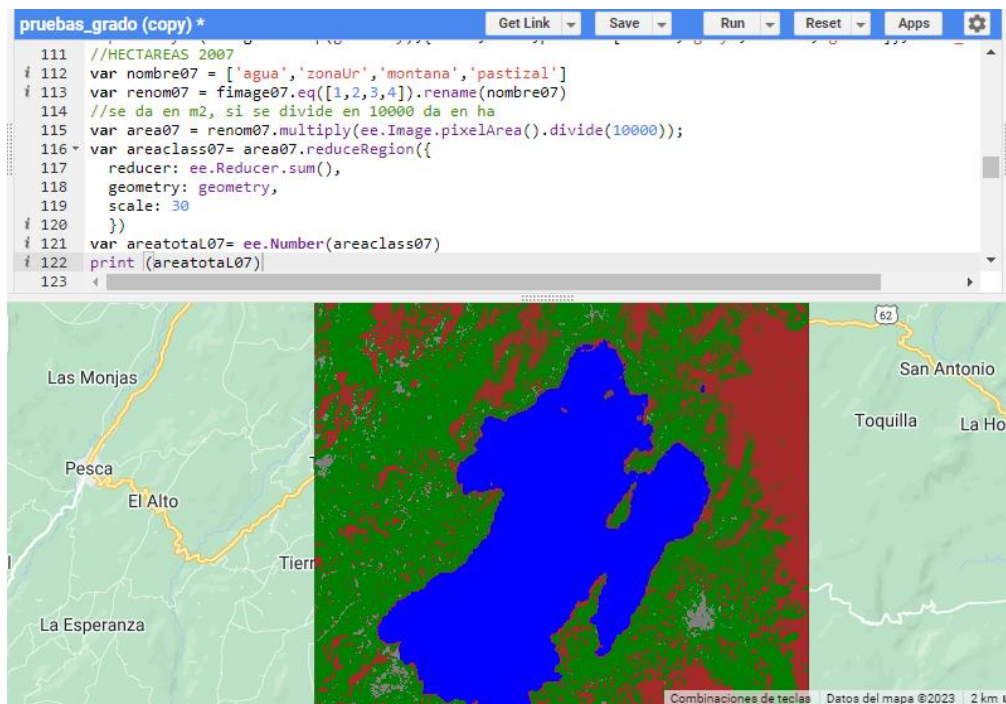 pruebas_grado (copy) *
Get Link
Save
Run
Reset
Apps
111 //HECTAREAS 2007
i 112 var nombre07 = ['agua','zonaUr','montana','pastizal']
i 113 var renom07 = fimage07.eq([1,2,3,4]).rename(nombre07)
114 //se da en m2, si se divide en 10000 da en ha
115 var area07 = renom07.multiply(ee.Image.pixelArea().divide(10000));
116 var areaclass07= area07.reduceRegion({
117 reducer: ee.Reducer.sum(),
118 geometry: geometry,
119 scale: 30
i 120 })
i 121 var areatotaL07= ee.Number(areaclass07)
i 122 print (areatotaL07)
123
62
Las Monjas
San Antonio
Toquilla
La Ho
Pesca
El Alto
Tierr
La Esperanza
Combinaciones de teclas
Datos del mapa ©2023
2 km